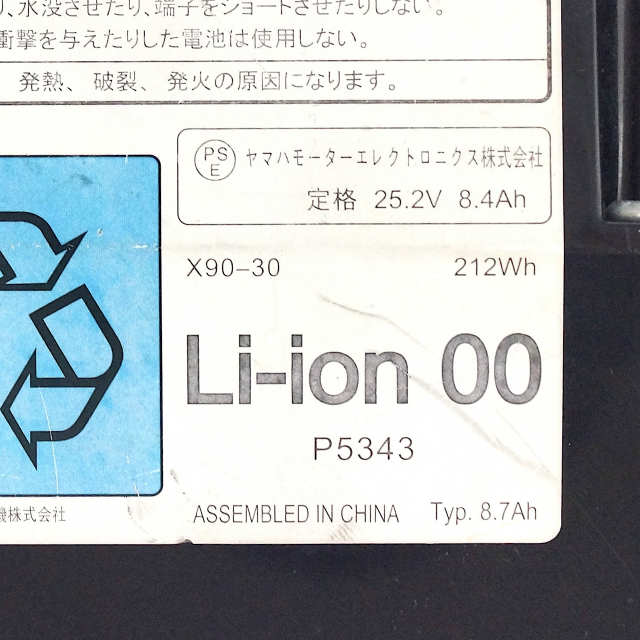 、水没させたり、端子をショートさせたりしない。
衝撃を与えたりした電池は使用しない。
発熱、破裂、発火の原因になります。
PSE ヤマハモーターエレクトロニクス株式会社
定格 25.2V 8.4Ah
X90-30 212Wh
Li-ion 00
P5343
機株式会社 ASSEMBLED IN CHINA Typ. 8.7Ah